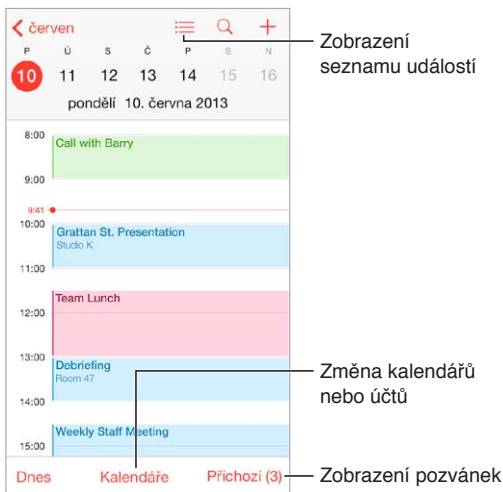 červen
P Ú S Č P S N
10 11 12 13 14 15 16
pondělí 10. června 2013
Zobrazení
seznamu událostí
8:00
Call with Barry
9:00
9:41
10:00
Grattan St. Presentation
Studio K
11:00
Team Lunch
12:00
13:00
Debriefing
Room 47
Změna kalendářů
nebo účtů
14:00
Weekly Staff Meeting
15:00
Dnes Kalendáře Příchozí (3)
Zobrazení pozvánek